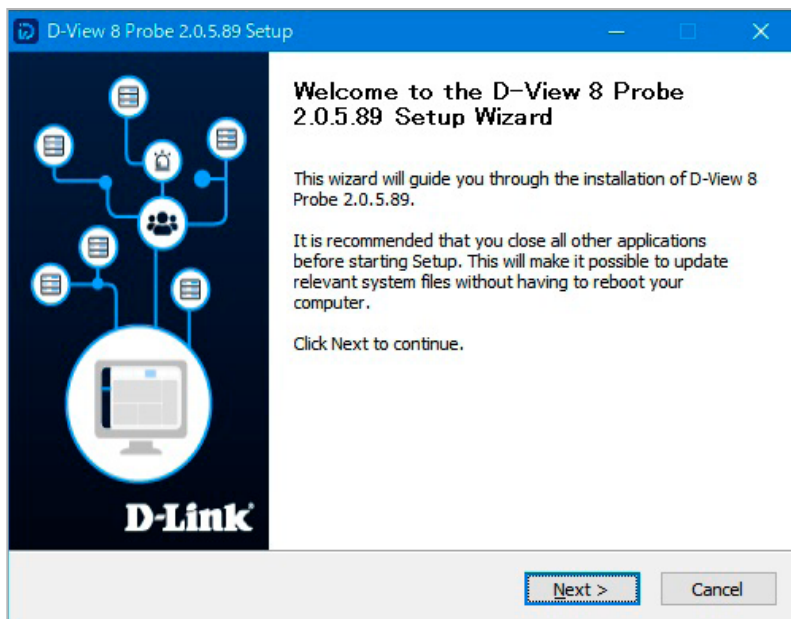 D-View 8 Probe 2.0.5.89 Setup
Welcome to the D-View 8 Probe
2.0.5.89 Setup Wizard
This wizard will guide you through the installation of D-View 8
Probe 2.0.5.89.
It is recommended that you close all other applications
before starting Setup. This will make it possible to update
relevant system files without having to reboot your
computer.
Click Next to continue.
D-Link
Next >
Cancel